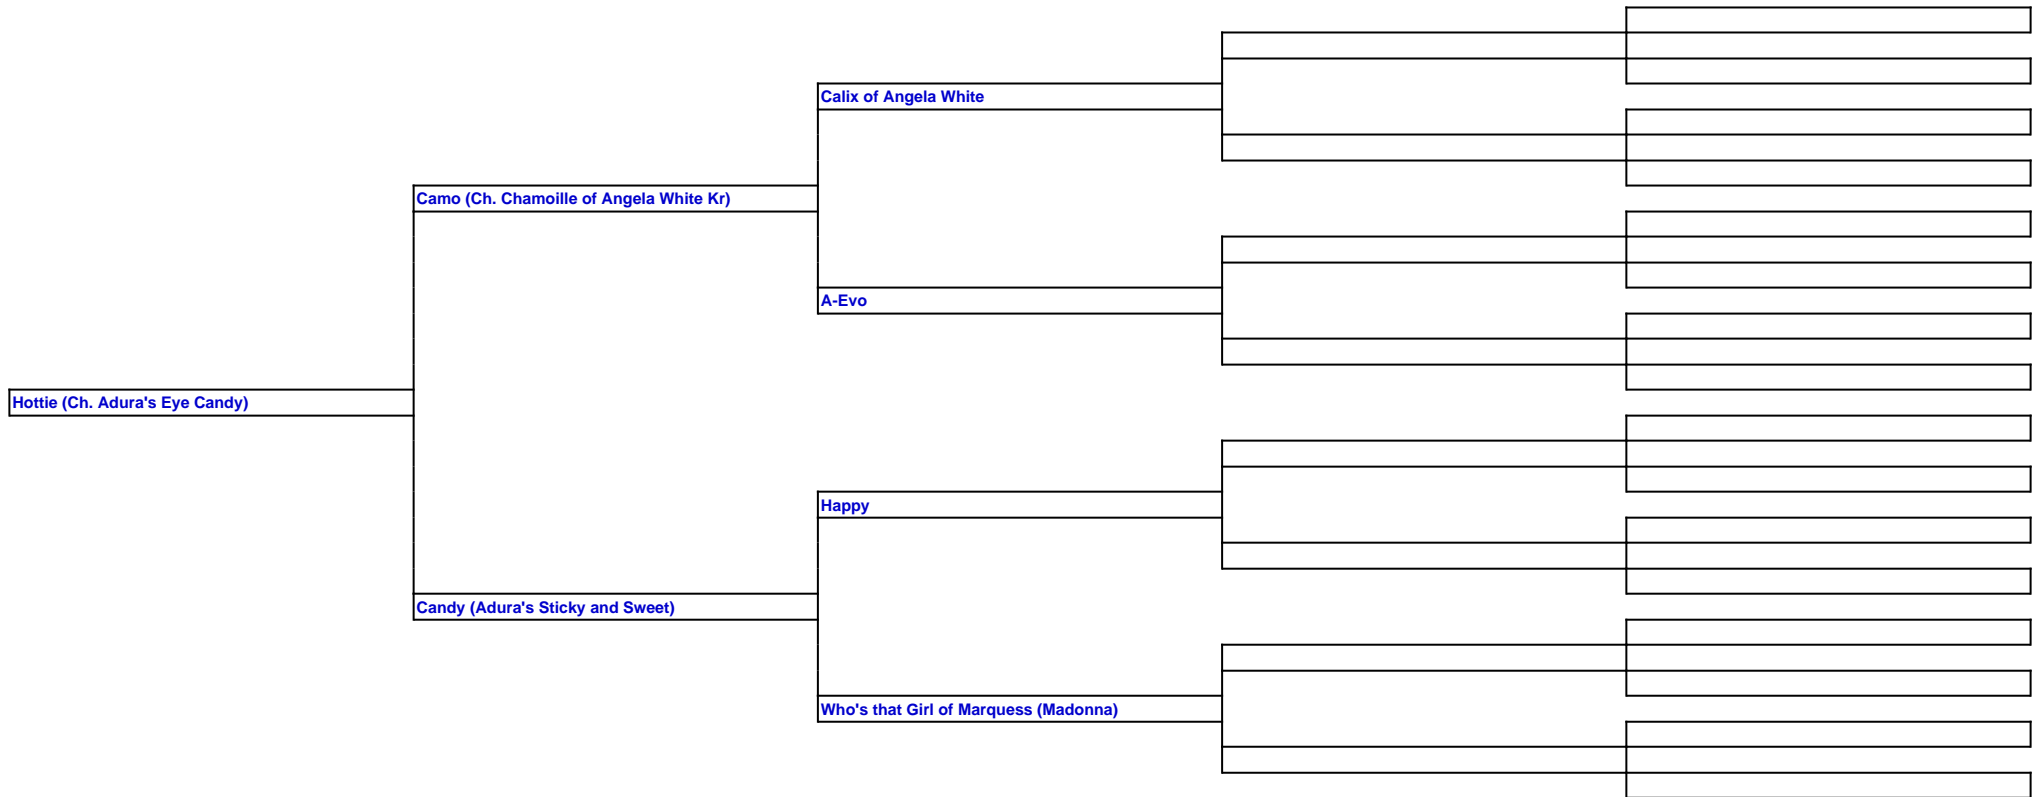 Calix of Angela White
Camo (Ch. Chamoille of Angela White Kr)
A-Evo
Hottie (Ch. Adura's Eye Candy)
Happy
Candy (Adura's Sticky and Sweet)
Who's that Girl of Marquess (Madonna)